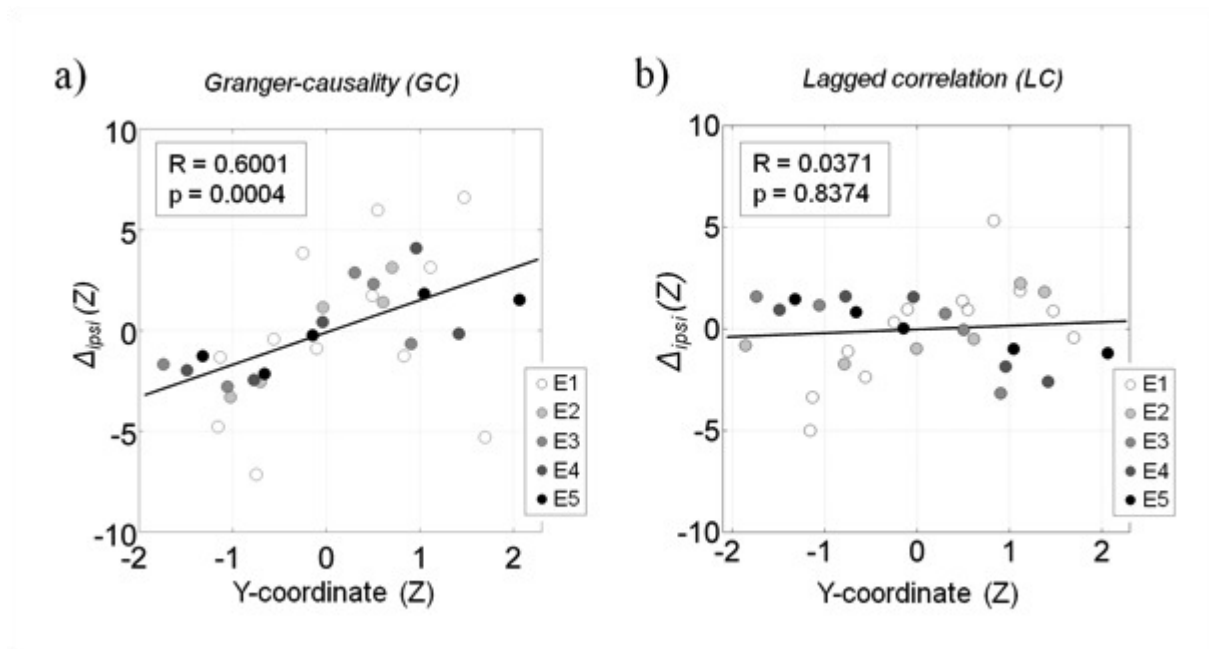 a)
Granger-causality (GC)
10
5
0
-5
-10
R = 0.6001
p = 0.0004
Δipsi (Z)
-2 -1 0 1 2
Y-coordinate (Z)
E1
E2
E3
E4
E5
b)
Lagged correlation (LC)
10
5
0
-5
-10
R = 0.0371
p = 0.8374
Δipsi (Z)
-2 -1 0 1 2
Y-coordinate (Z)
E1
E2
E3
E4
E5